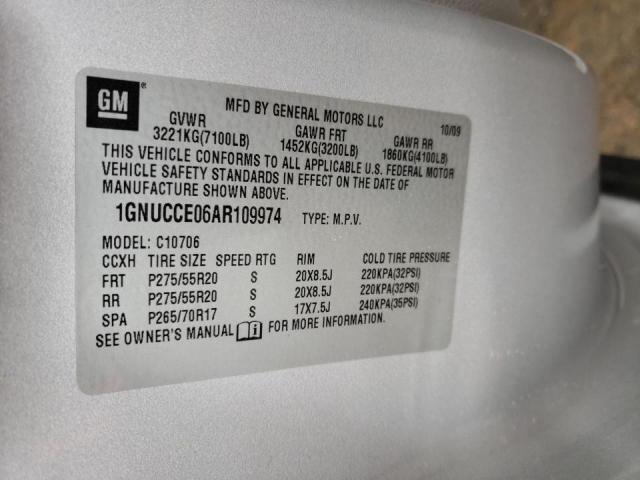 GM ®
MFD BY GENERAL MOTORS LLC 10/09
GVWR GAWR FRT GAWR RR
3221KG(7100LB) 1452KG(3200LB) 1860KG(4100LB)
THIS VEHICLE CONFORMS TO ALL APPLICABLE U.S. FEDERAL MOTOR
VEHICLE SAFETY STANDARDS IN EFFECT ON THE DATE OF
MANUFACTURE SHOWN ABOVE.
1GNUCCE06AR109974 TYPE: M.P.V.
MODEL: C10706
CCXH TIRE SIZE SPEED RTG RIM COLD TIRE PRESSURE
FRT P275/55R20 S 20X8.5J 220KPA(32PSI)
RR P275/55R20 S 20X8.5J 220KPA(32PSI)
SPA P265/70R17 S 17X7.5J 240KPA(35PSI)
SEE OWNER'S MANUAL FOR MORE INFORMATION.